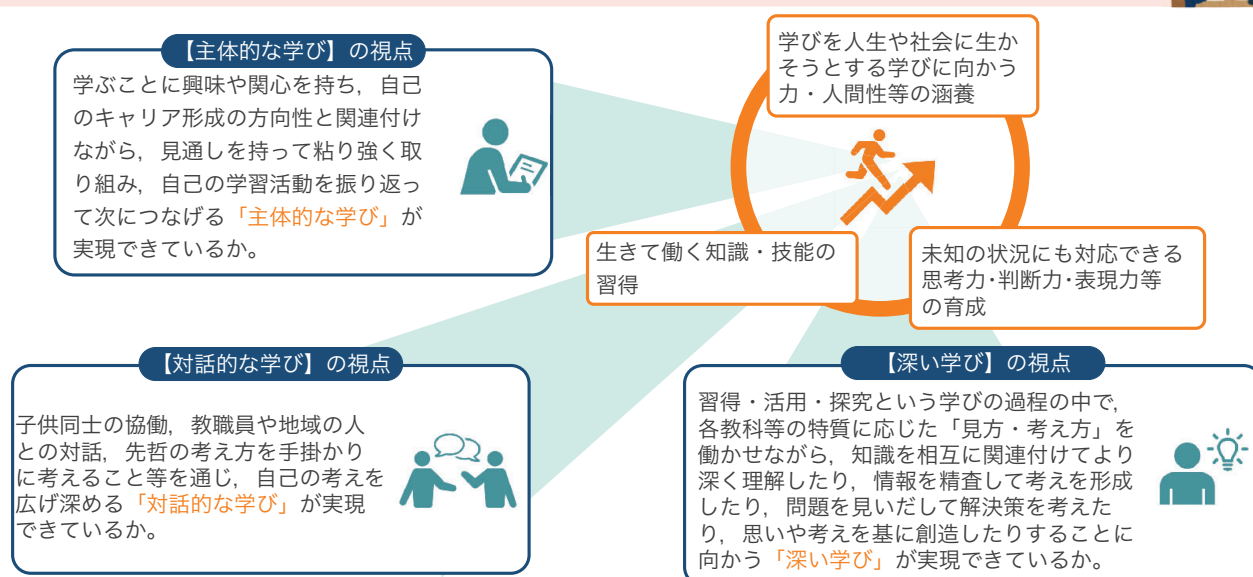 【主体的な学び】の視点
学ぶことに興味や関心を持ち，自己
のキャリア形成の方向性と関連付け
ながら，見通しを持って粘り強く取
り組み，自己の学習活動を振り返っ
て次につなげる「主体的な学び」が
実現できているか。
学びを人生や社会に生か
そうとする学びに向かう
力・人間性等の涵養
生きて働く知識・技能の
習得
未知の状況にも対応できる
思考力･判断力･表現力等
の育成
【対話的な学び】の視点
子供同士の協働，教職員や地域の人
との対話，先哲の考え方を手掛かり
に考えること等を通じ，自己の考えを
広げ深める「対話的な学び」が実現
できているか。
【深い学び】の視点
習得・活用・探究という学びの過程の中で，
各教科等の特質に応じた「見方・考え方」を
働かせながら，知識を相互に関連付けてより
深く理解したり，情報を精査して考えを形成
したり，問題を見いだして解決策を考えた
り，思いや考えを基に創造したりすることに
向かう「深い学び」が実現できているか。